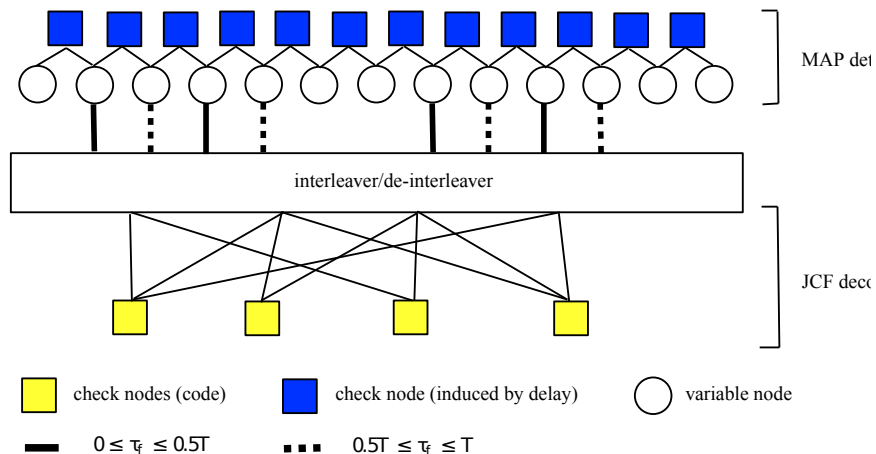 MAP det
interleaver/de-interleaver
JCF deco
check nodes (code)
check node (induced by delay)
variable node
0 ≤ τf ≤ 0.5T
0.5T ≤ τf ≤ T